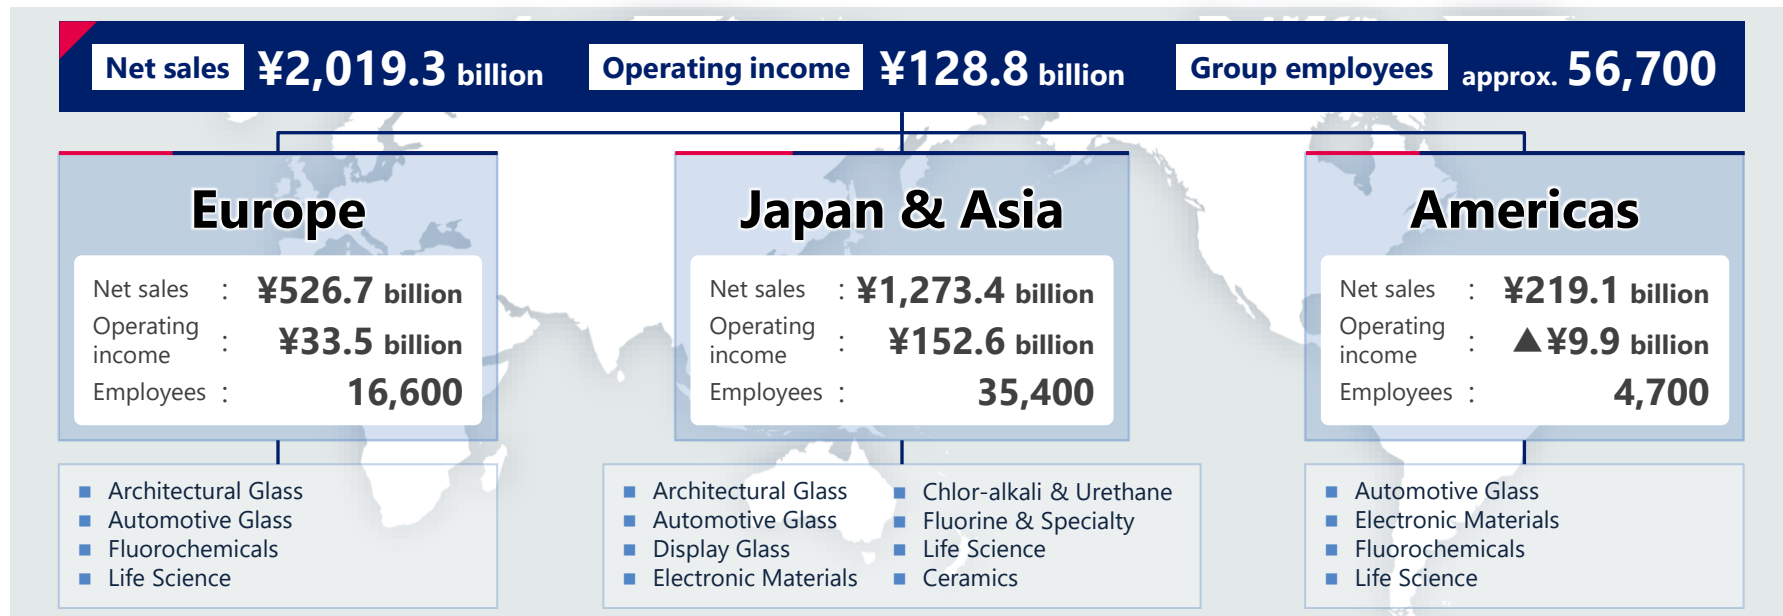 Net sales ¥2,019.3 billion Operating income ¥128.8 billion Group employees approx. 56,700
Europe
Net sales : ¥526.7 billion
Operating income : ¥33.5 billion
Employees : 16,600
Architectural Glass
Automotive Glass
Fluorochemicals
Life Science
Japan & Asia
Net sales : ¥1,273.4 billion
Operating income : ¥152.6 billion
Employees : 35,400
Architectural Glass
Automotive Glass
Display Glass
Electronic Materials
Chlor-alkali & Urethane
Fluorine & Specialty
Life Science
Ceramics
Americas
Net sales : ¥219.1 billion
Operating income : ▲¥9.9 billion
Employees : 4,700
Automotive Glass
Electronic Materials
Fluorochemicals
Life Science